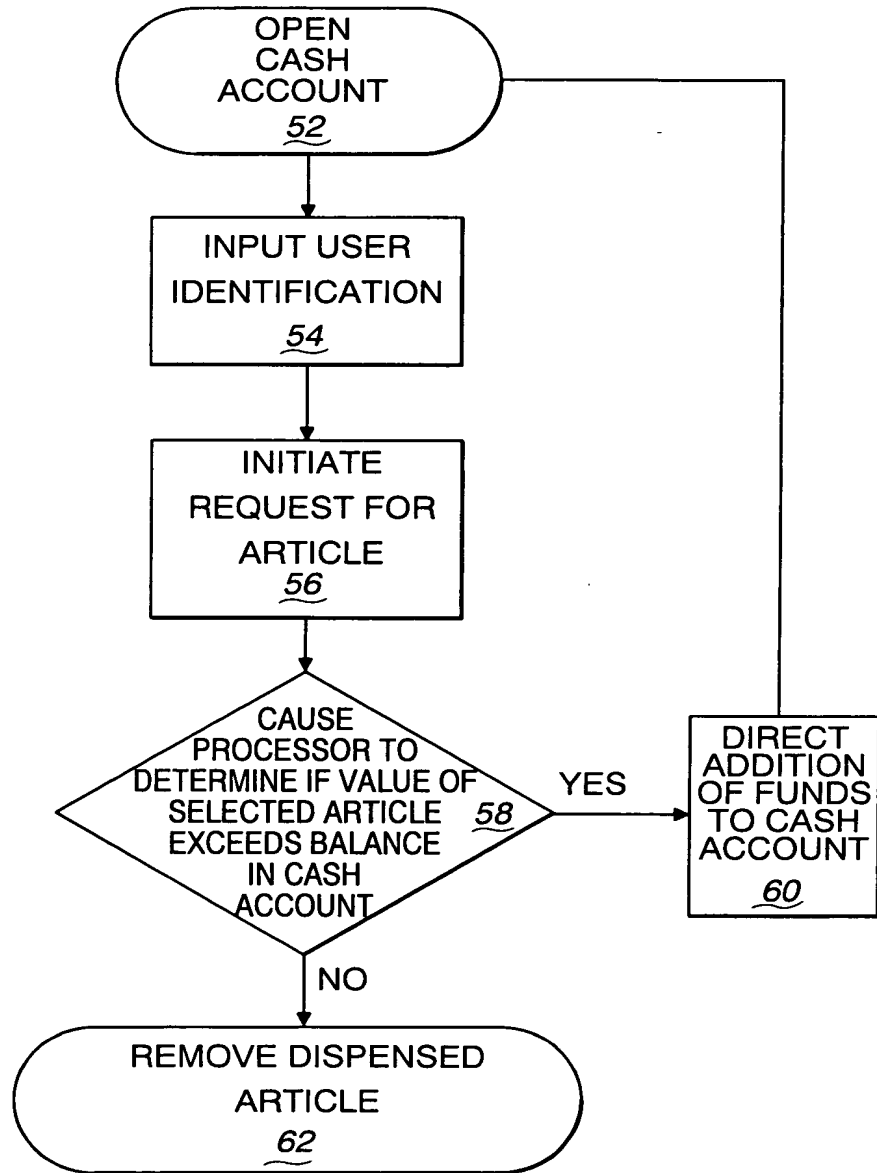 OPEN
CASH
ACCOUNT
52
INPUT USER
IDENTIFICATION
54
INITIATE
REQUEST FOR
ARTICLE
56
CAUSE
PROCESSOR TO
DETERMINE IF VALUE OF
SELECTED ARTICLE
EXCEEDS BALANCE
IN CASH
ACCOUNT
58
YES
DIRECT
ADDITION
OF FUNDS
TO CASH
ACCOUNT
60
NO
REMOVE DISPENSED
ARTICLE
62